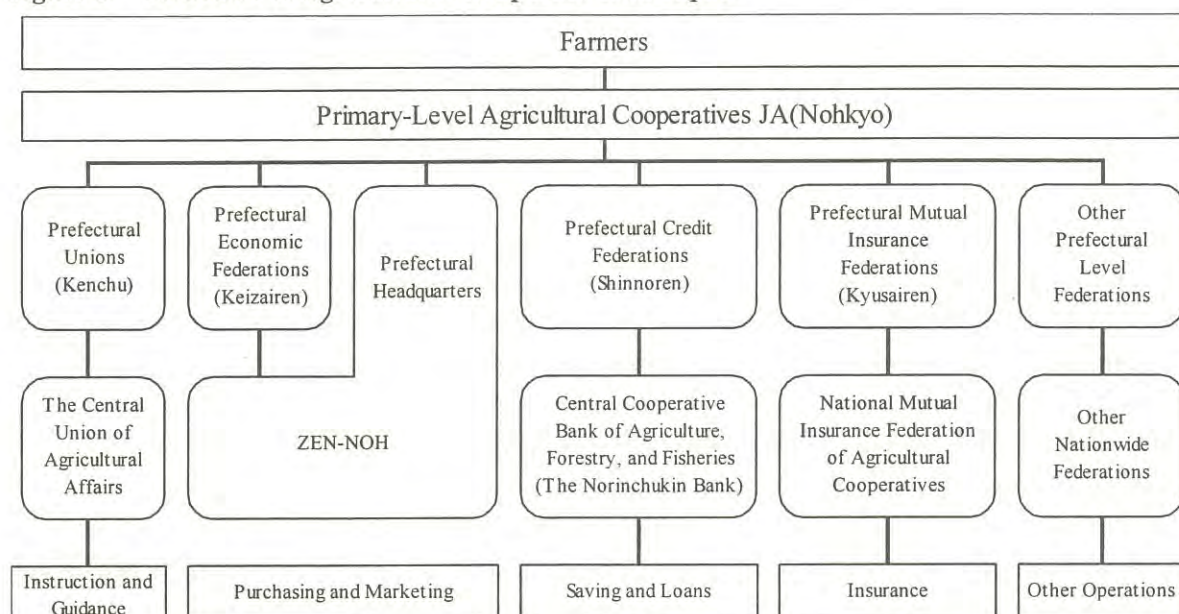 Farmers
Primary-Level Agricultural Cooperatives JA(Nohkyo)
Prefectural
Unions
(Kenchu)
Prefectural
Economic
Federations
(Keizairen)
Prefectural
Headquarters
Prefectural Credit
Federations
(Shinnoren)
Prefectural Mutual
Insurance
Federations
(Kyusairen)
Other
Prefectural
Level
Federations
The Central
Union of
Agricultural
Affairs
ZEN-NOH
Central Cooperative
Bank of Agriculture,
Forestry, and Fisheries
(The Norinchukin Bank)
National Mutual
Insurance Federation
of Agricultural
Cooperatives
Other
Nationwide
Federations
Instruction and
Guidance
Purchasing and Marketing
Saving and Loans
Insurance
Other Operations